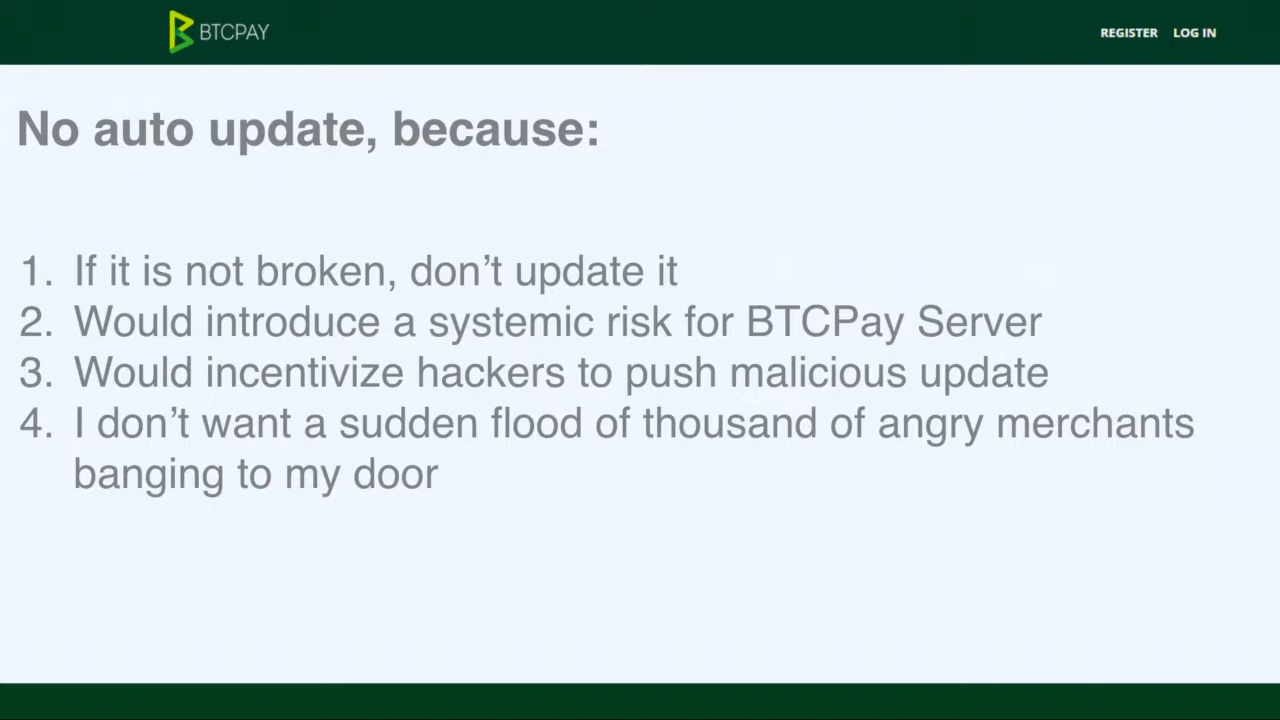 BTCPAY
REGISTER LOG IN
No auto update, because:
1. If it is not broken, don’t update it
2. Would introduce a systemic risk for BTCPay Server
3. Would incentivize hackers to push malicious update
4. I don’t want a sudden flood of thousand of angry merchants
banging to my door